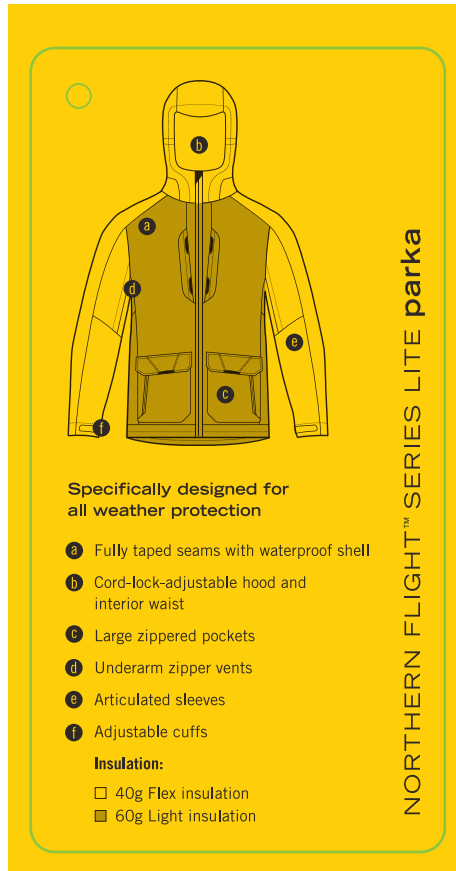 b
a
d
e
c
f
NORTHERN FLIGHT™ SERIES LITE parka
Specifically designed for
all weather protection
a Fully taped seams with waterproof shell
b Cord-lock-adjustable hood and
interior waist
c Large zippered pockets
d Underarm zipper vents
e Articulated sleeves
f Adjustable cuffs
Insulation:
40g Flex insulation
60g Light insulation